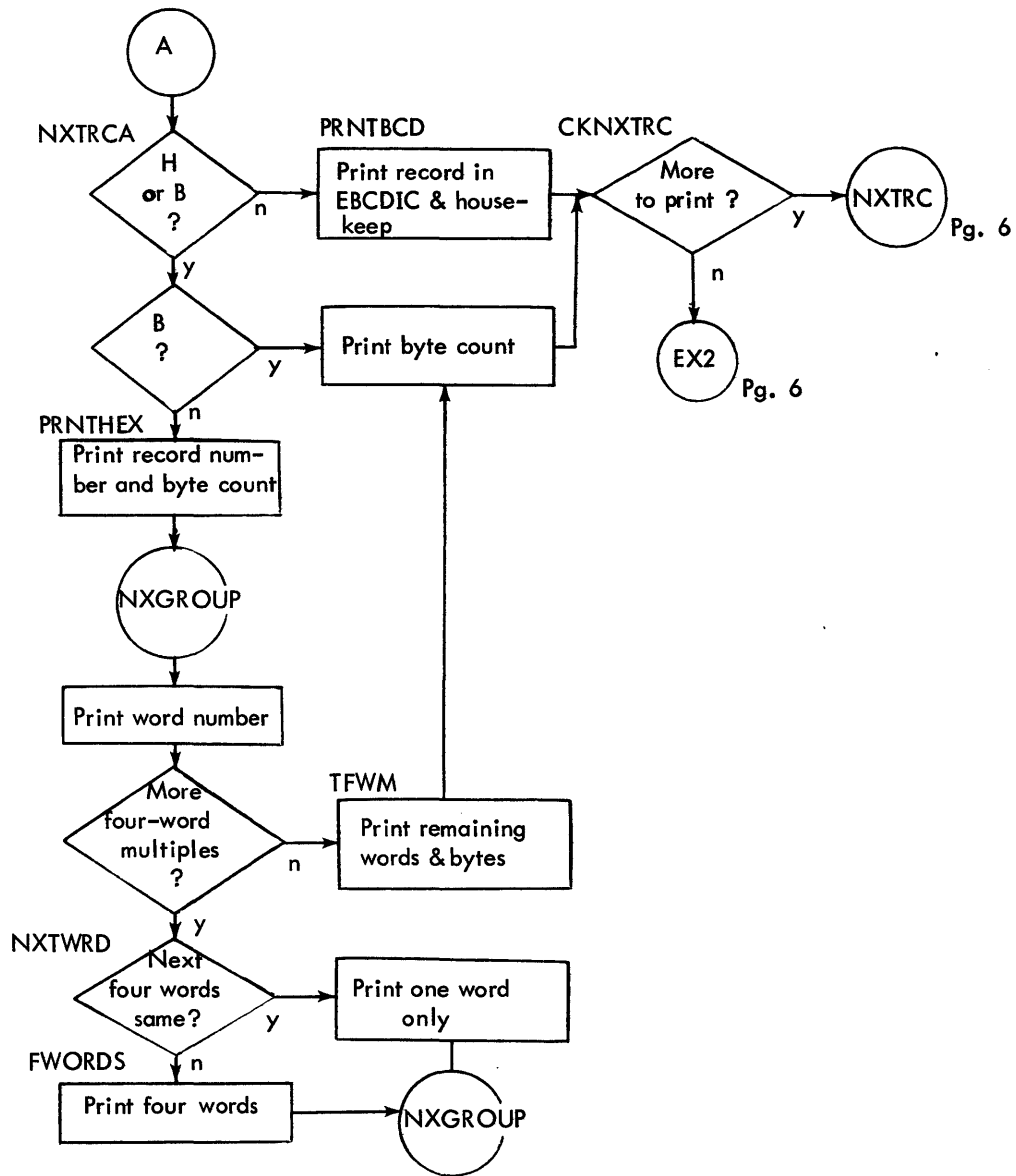 A
NXTRCA
H
or B
?
n
y
PRNTBCD
Print record in
EBCDIC & house-
keep
CKNXTRC
More
to print ?
y
n
NXTRC
Pg. 6
EX2
Pg. 6
B
?
y
n
Print byte count
PRNTHEX
Print record num-
ber and byte count
NXGROUP
Print word number
More
four-word
multiples
?
n
y
TFWM
Print remaining
words & bytes
NXTWRD
Next
four words
same?
y
n
Print one word
only
FWORDS
Print four words
NXGROUP